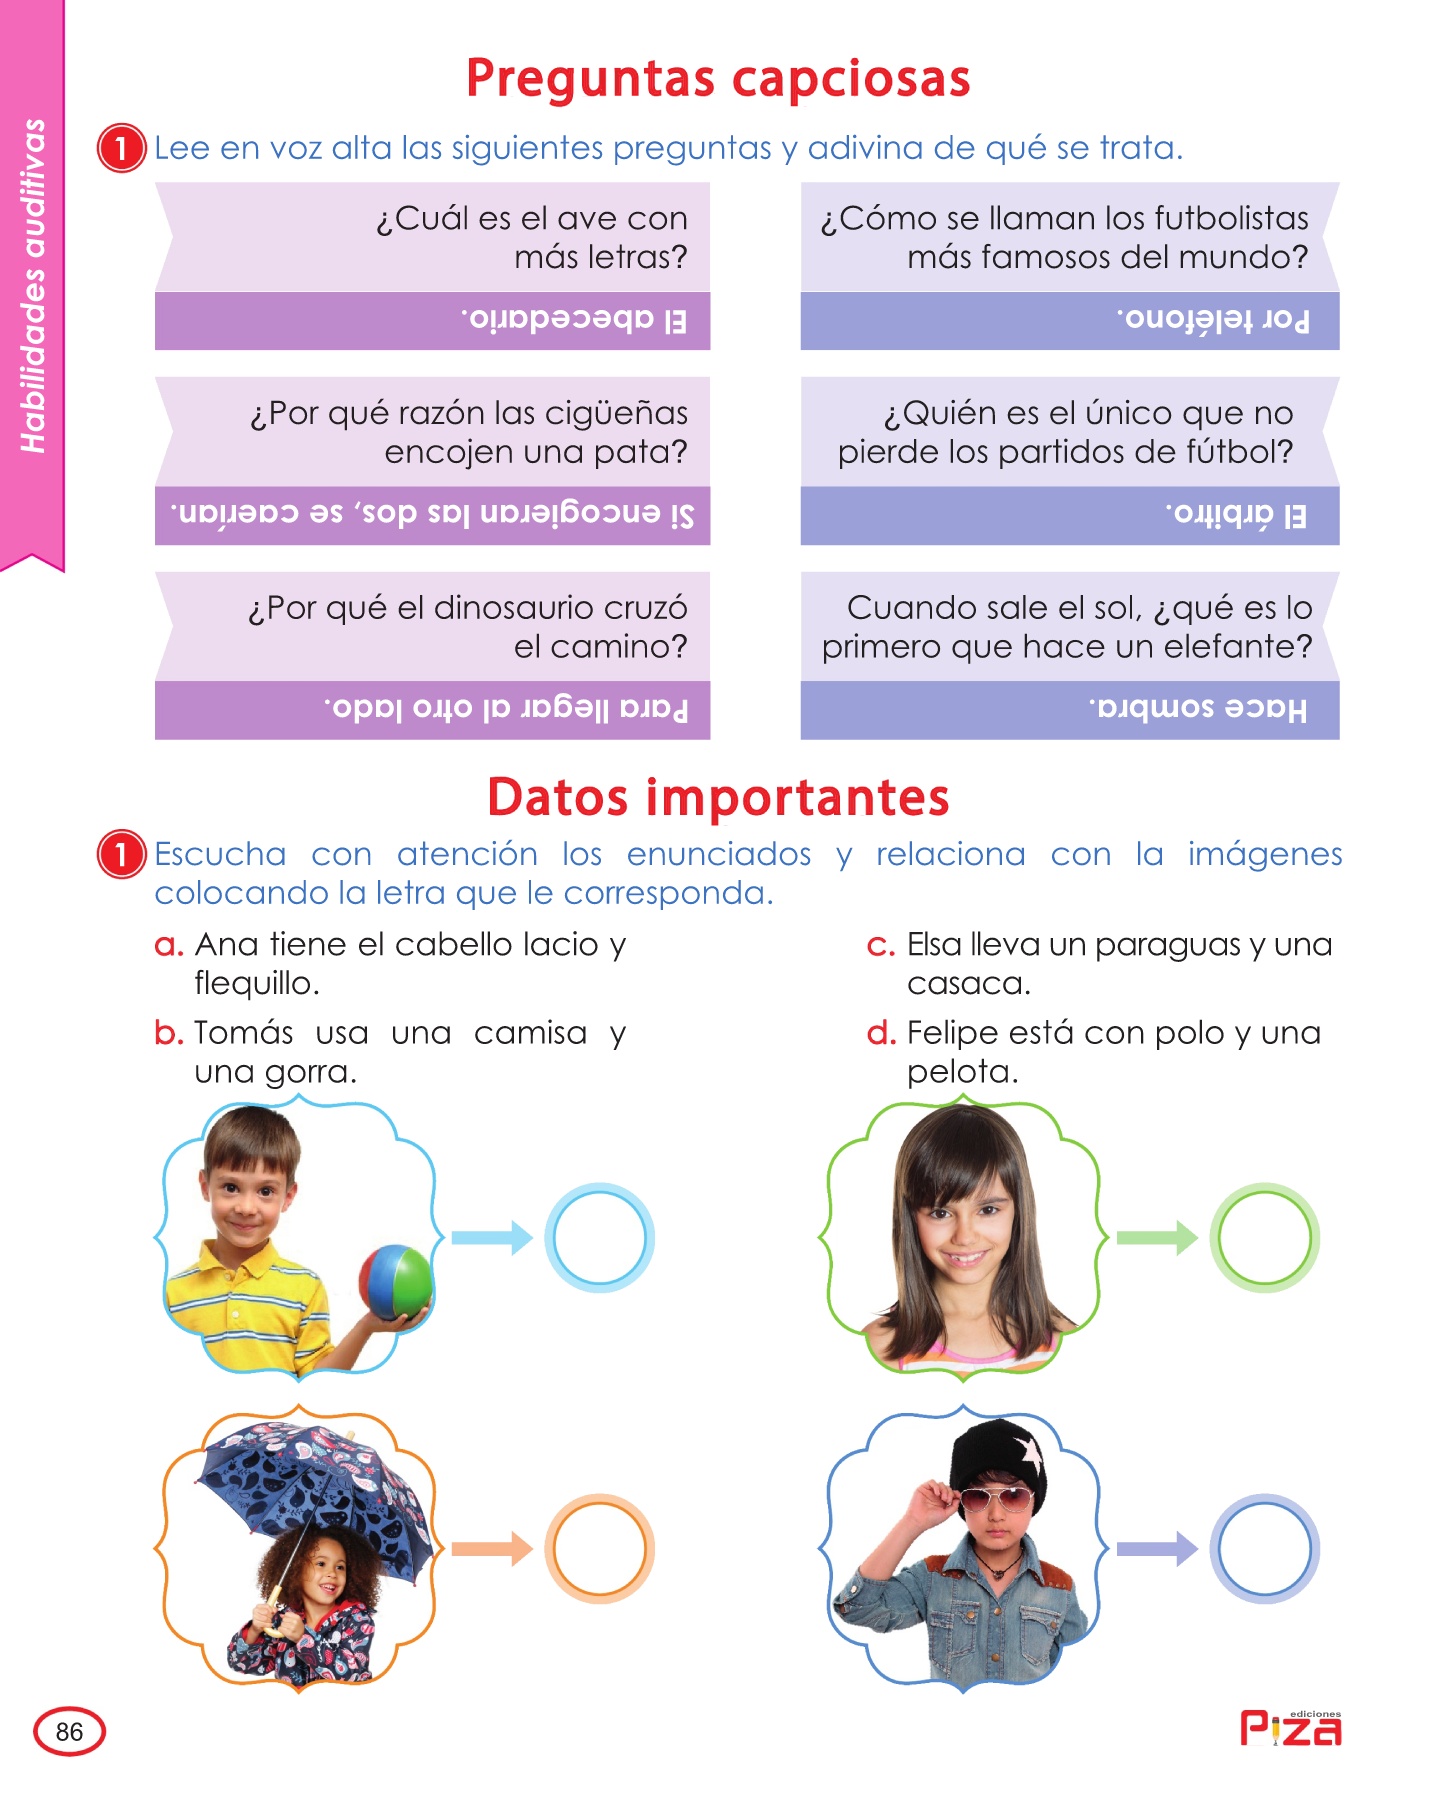 Habilidades auditivas
Preguntas capciosas
1 Lee en voz alta las siguientes preguntas y adivina de qué se trata.
¿Cuál es el ave con
más letras?
El abecedario.
¿Cómo se llaman los futbolistas
más famosos del mundo?
Por teléfono.
¿Por qué razón las cigüeñas
encojen una pata?
Si encogieran las dos, se caerían.
¿Quién es el único que no
pierde los partidos de fútbol?
El árbitro.
¿Por qué el dinosaurio cruzó
el camino?
Para llegar al otro lado.
Cuando sale el sol, ¿qué es lo
primero que hace un elefante?
Hace sombra.
Datos importantes
1 Escucha con atención los enunciados y relaciona con la imágenes
colocando la letra que le corresponda.
a. Ana tiene el cabello lacio y
flequillo.
b. Tomás usa una camisa y
una gorra.
c. Elsa lleva un paraguas y una
casaca.
d. Felipe está con polo y una
pelota.
86
ediciones
Piza